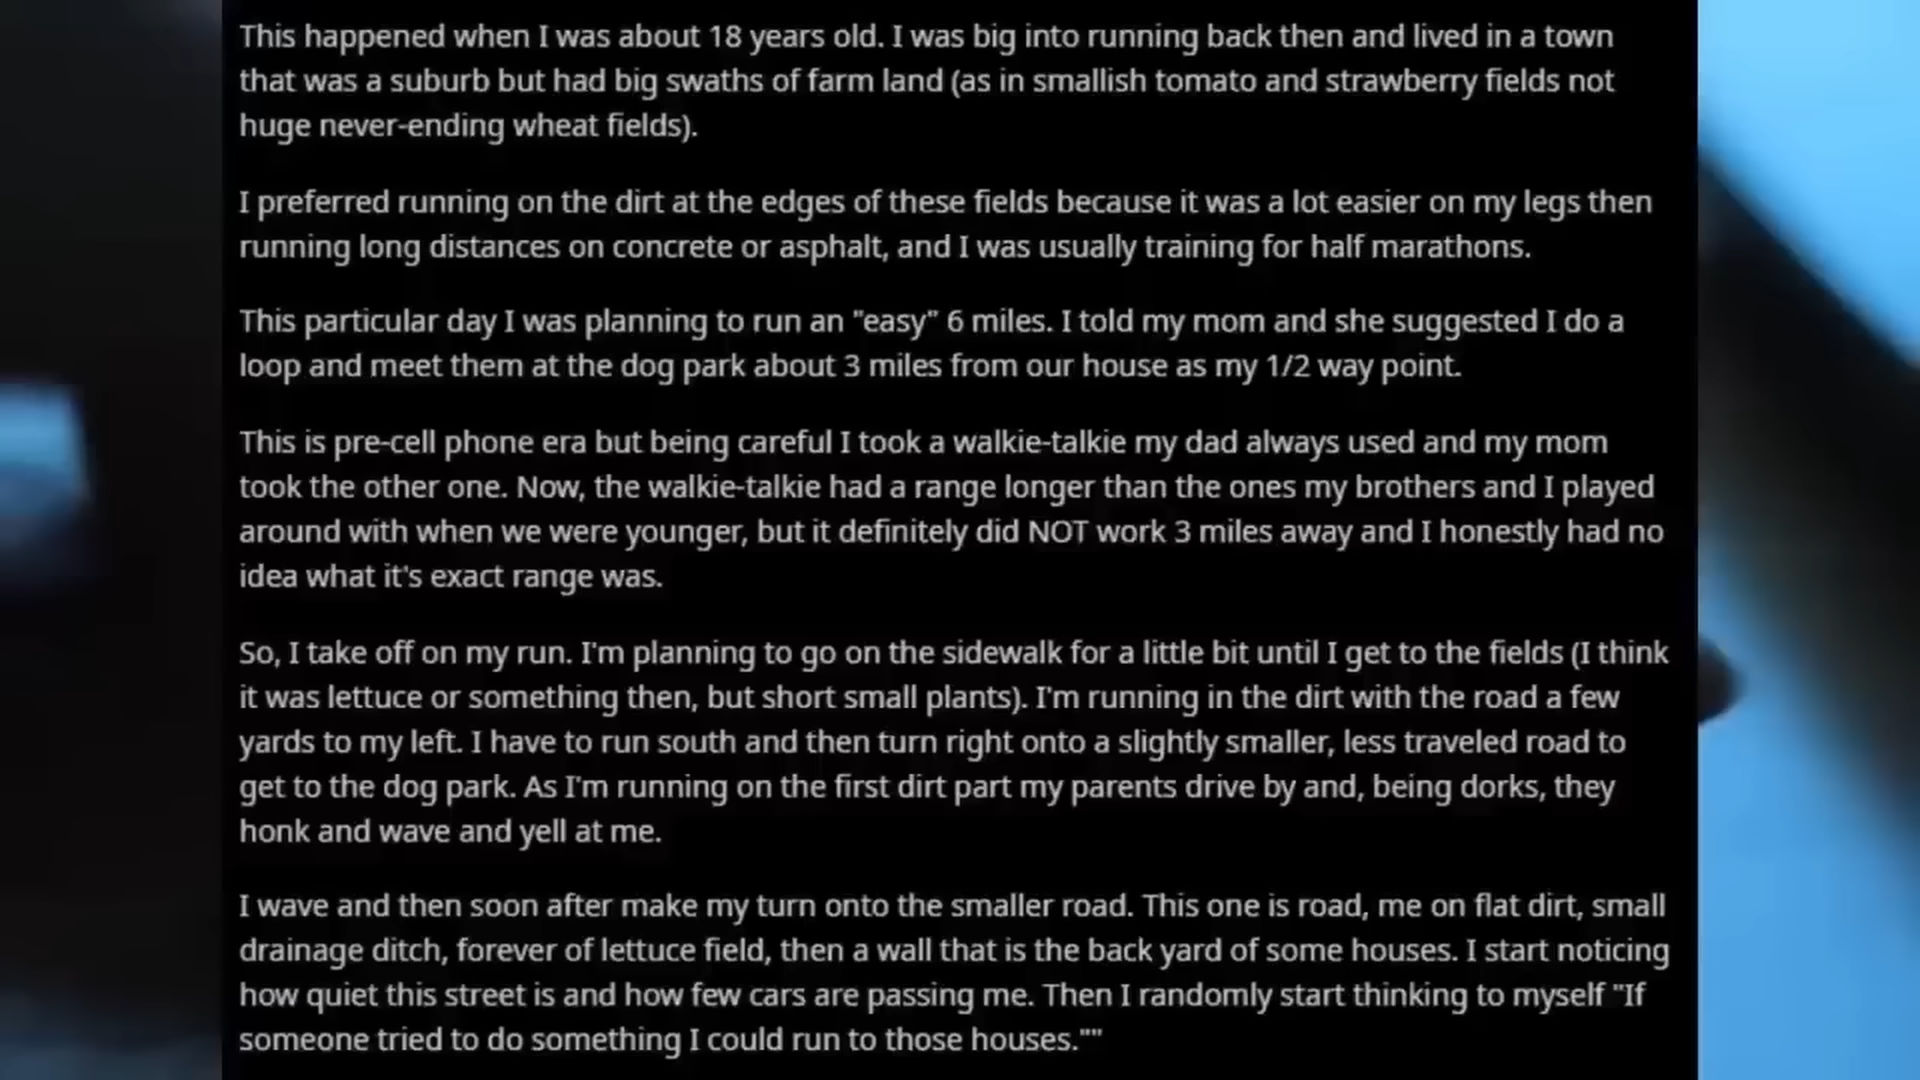 This happened when I was about 18 years old. I was big into running back then and lived in a town
that was a suburb but had big swaths of farm land (as in smallish tomato and strawberry fields not
huge never-ending wheat fields).
I preferred running on the dirt at the edges of these fields because it was a lot easier on my legs then
running long distances on concrete or asphalt, and I was usually training for half marathons.
This particular day I was planning to run an "easy" 6 miles. I told my mom and she suggested I do a
loop and meet them at the dog park about 3 miles from our house as my 1/2 way point.
This is pre-cell phone era but being careful I took a walkie-talkie my dad always used and my mom
took the other one. Now, the walkie-talkie had a range longer than the ones my brothers and I played
around with when we were younger, but it definitely did NOT work 3 miles away and I honestly had no
idea what it's exact range was.
So, I take off on my run. I'm planning to go on the sidewalk for a little bit until I get to the fields (I think
it was lettuce or something then, but short small plants). I'm running in the dirt with the road a few
yards to my left. I have to run south and then turn right onto a slightly smaller, less traveled road to
get to the dog park. As I'm running on the first dirt part my parents drive by and, being dorks, they
honk and wave and yell at me.
I wave and then soon after make my turn onto the smaller road. This one is road, me on flat dirt, small
drainage ditch, forever of lettuce field, then a wall that is the back yard of some houses. I start noticing
how quiet this street is and how few cars are passing me. Then I randomly start thinking to myself "If
someone tried to do something I could run to those houses.""